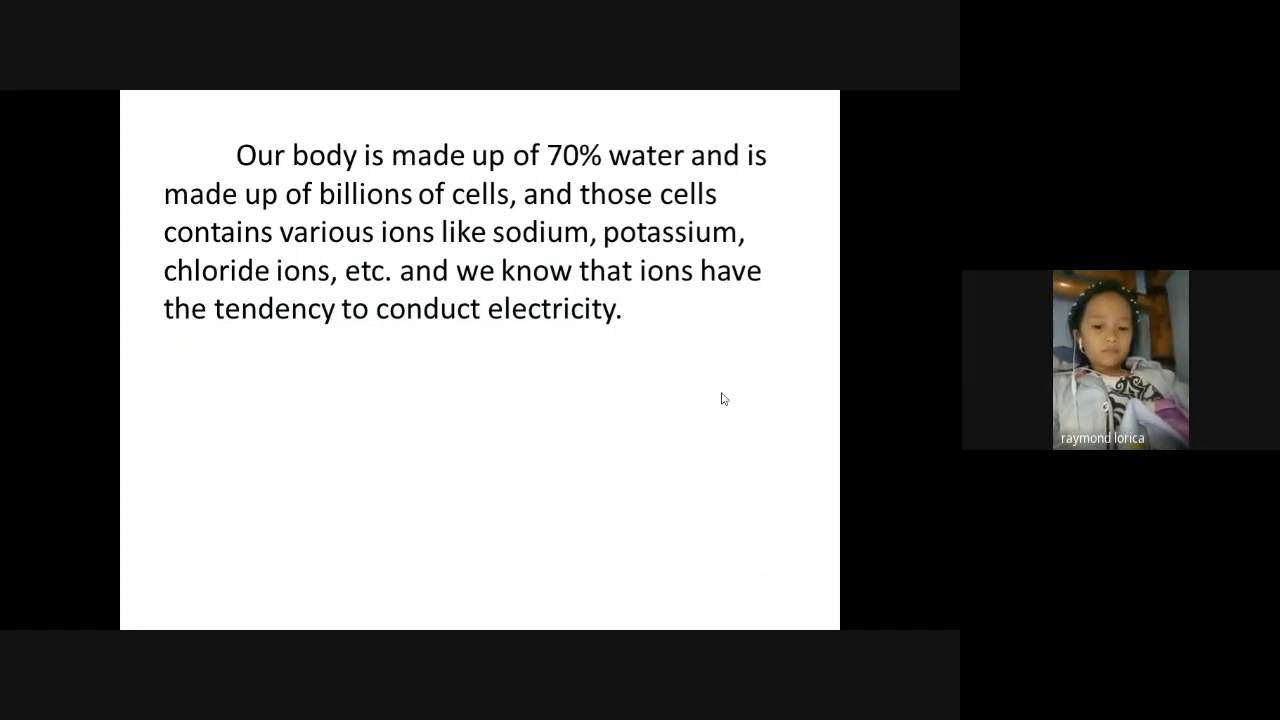 Our body is made up of 70% water and is
made up of billions of cells, and those cells
contains various ions like sodium, potassium,
chloride ions, etc. and we know that ions have
the tendency to conduct electricity.
raymond lorica